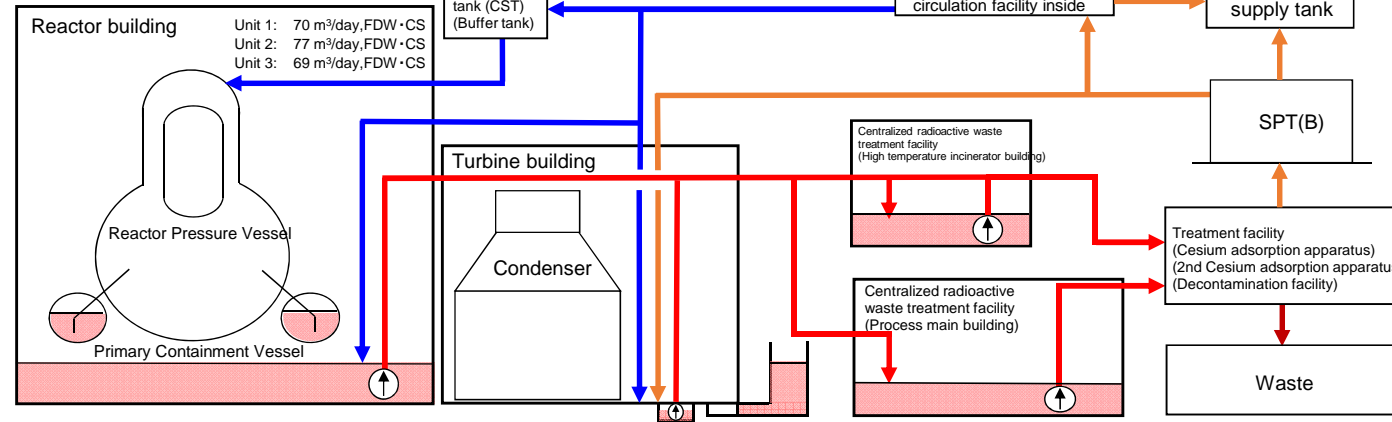 tank (CST)
(Buffer tank)
circulation facility inside
supply tank
Reactor building
Unit 1: 70 m³/day,FDW・CS
Unit 2: 77 m³/day,FDW・CS
Unit 3: 69 m³/day,FDW・CS
SPT(B)
Centralized radioactive waste
treatment facility
(High temperature incinerator building)
Turbine building
Reactor Pressure Vessel
Condenser
Treatment facility
(Cesium adsorption apparatus)
(2nd Cesium adsorption apparatus
(Decontamination facility)
Centralized radioactive
waste treatment facility
(Process main building)
Primary Containment Vessel
Waste